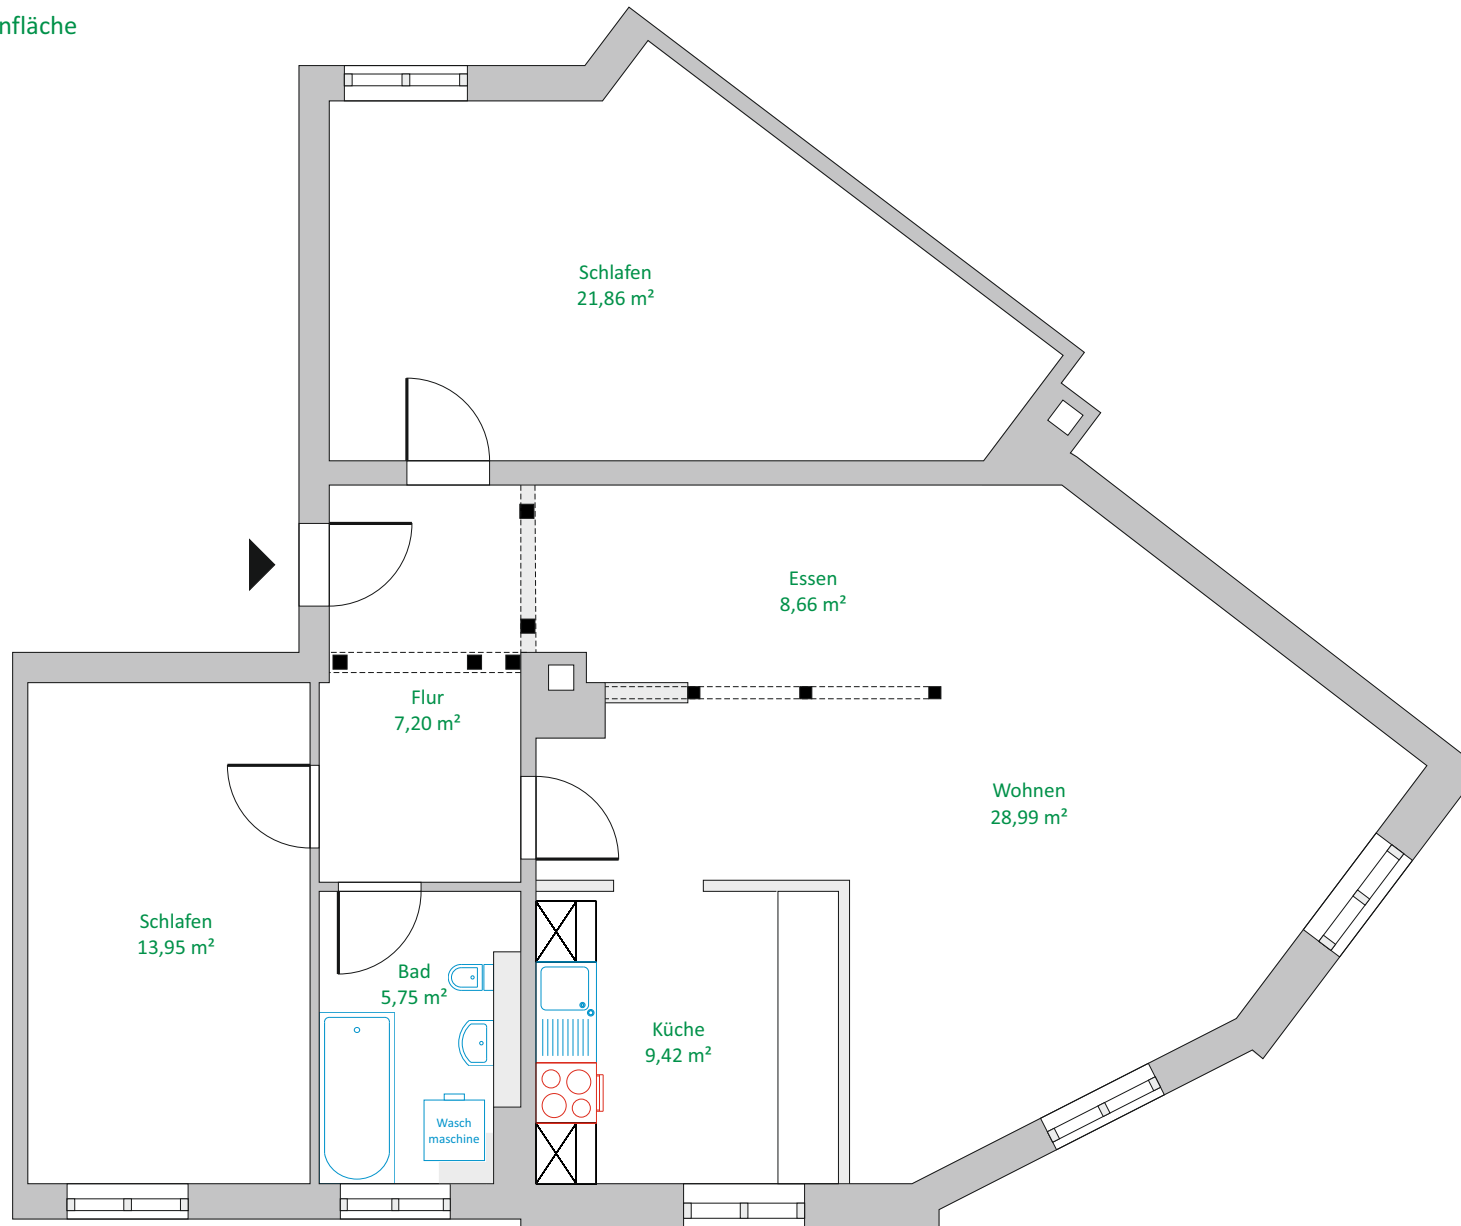 nfläche
Schlafen
21,86 m²
Essen
8,66 m²
Flur
7,20 m²
Wohnen
28,99 m²
Schlafen
13,95 m²
Bad
5,75 m²
Küche
9,42 m²
Wasch
maschine